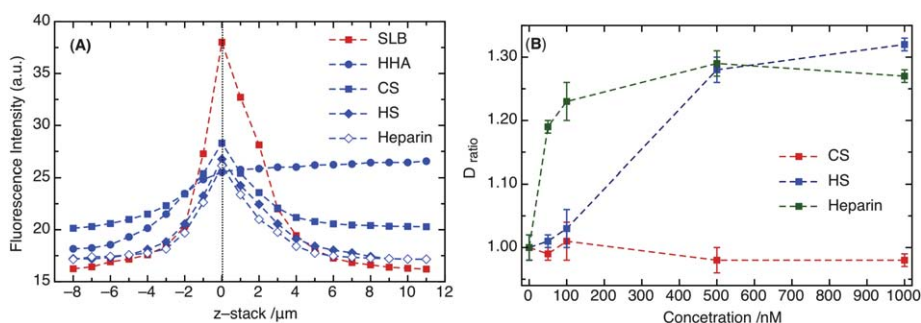 (A)
SLB
HHA
CS
HS
Heparin
40
35
30
25
20
15
Fluorescence Intensity (a.u.)
−8 −6 −4 −2 0 2 4 6 8 10 12
z−stack /μm
(B)
1.30
1.20
1.10
1.00
D ratio
CS
HS
Heparin
0 100 200 300 400 500 600 700 800 900 1000
Concetration /nM